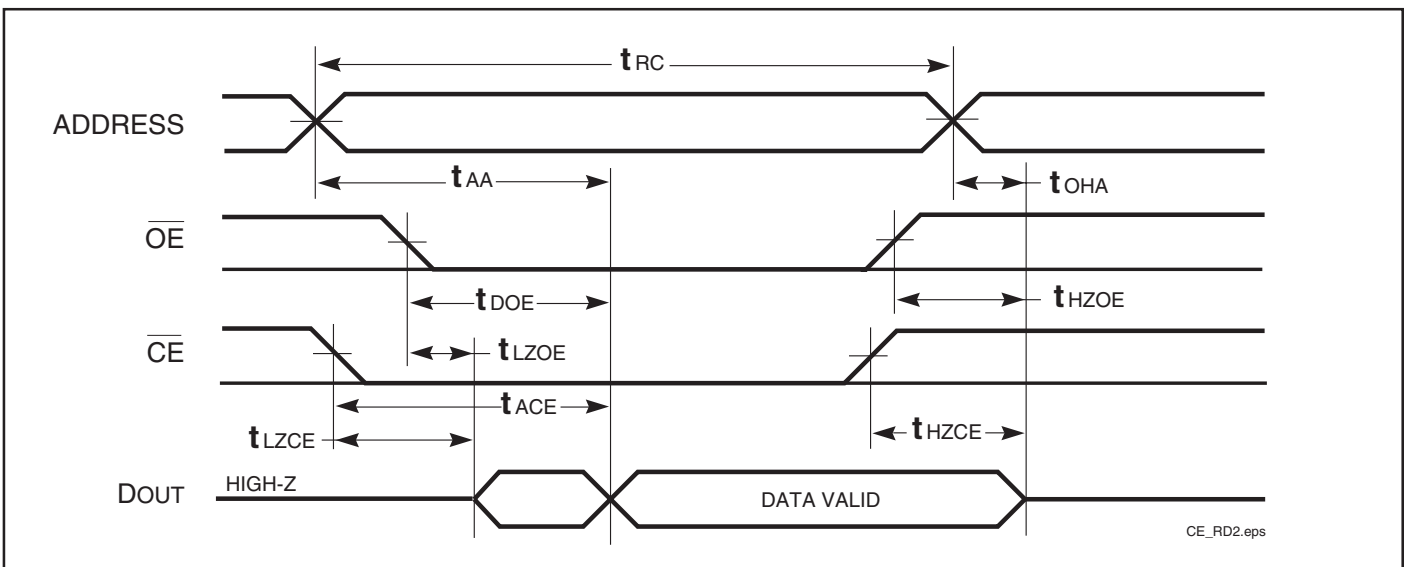 tRC
ADDRESS
tAA
tOHA
OE
tDOE
tHZOE
CE
tLZOE
tACE
tLZCE
tHZCE
DOUT
HIGH-Z
DATA VALID
CE_RD2.eps